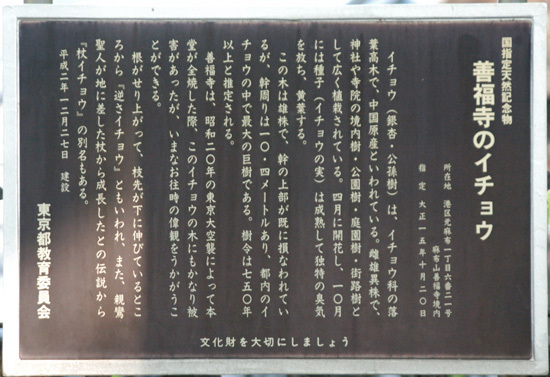 国指定天然記念物
善福寺のイチョウ
所在地　港区元麻布一丁目六番二一号
麻布山善福寺境内
指　定　大正一五年十月二〇日
イチョウ（銀杏・公孫樹）は、イチョウ科の落
葉高木で、中国原産といわれている。雌雄異株で、
神社や寺院の境内樹・公園樹・庭園樹・街路樹と
して広く植栽されている。四月に開花し、一〇月
には種子（イチョウの実）は成熟して独特の臭気
を放ち、黄葉する。
この木は雄株で、幹の上部が既に損なわれてい
るが、幹周りは一〇・四メートルあり、都内のイ
チョウの中で最大の巨樹である。樹令は七五〇年
以上と推定される。
善福寺は、昭和二〇年の東京大空襲によって本
堂が全焼した際、このイチョウの木にもかなり被
害があったが、いまなお往時の偉観をうかがうこ
とができる。
根がせり上がって、枝先が下に伸びているとこ
ろから『逆さイチョウ』ともいわれ、また、親鸞
聖人が地に差した杖から成長したとの伝説から
『杖イチョウ』の別名もある。
平成二年一二月二七日　建設
東京都教育委員会
文化財を大切にしましょう